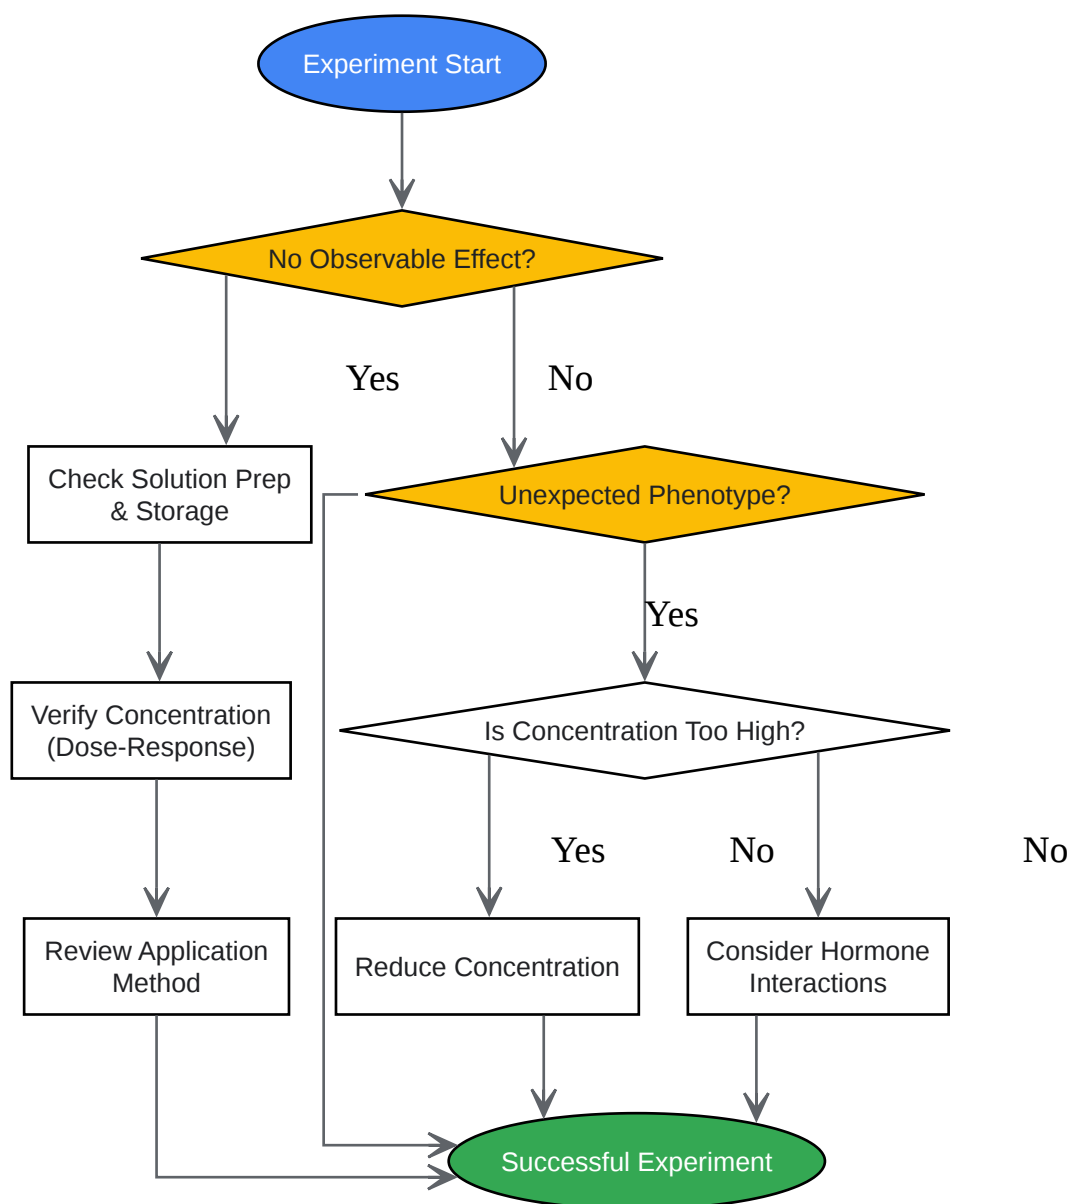 Experiment Start
No Observable Effect?
Yes
No
Check Solution Prep
& Storage
Unexpected Phenotype?
Yes
Verify Concentration
(Dose-Response)
Is Concentration Too High?
Yes
No
No
Review Application
Method
Reduce Concentration
Consider Hormone
Interactions
Successful Experiment